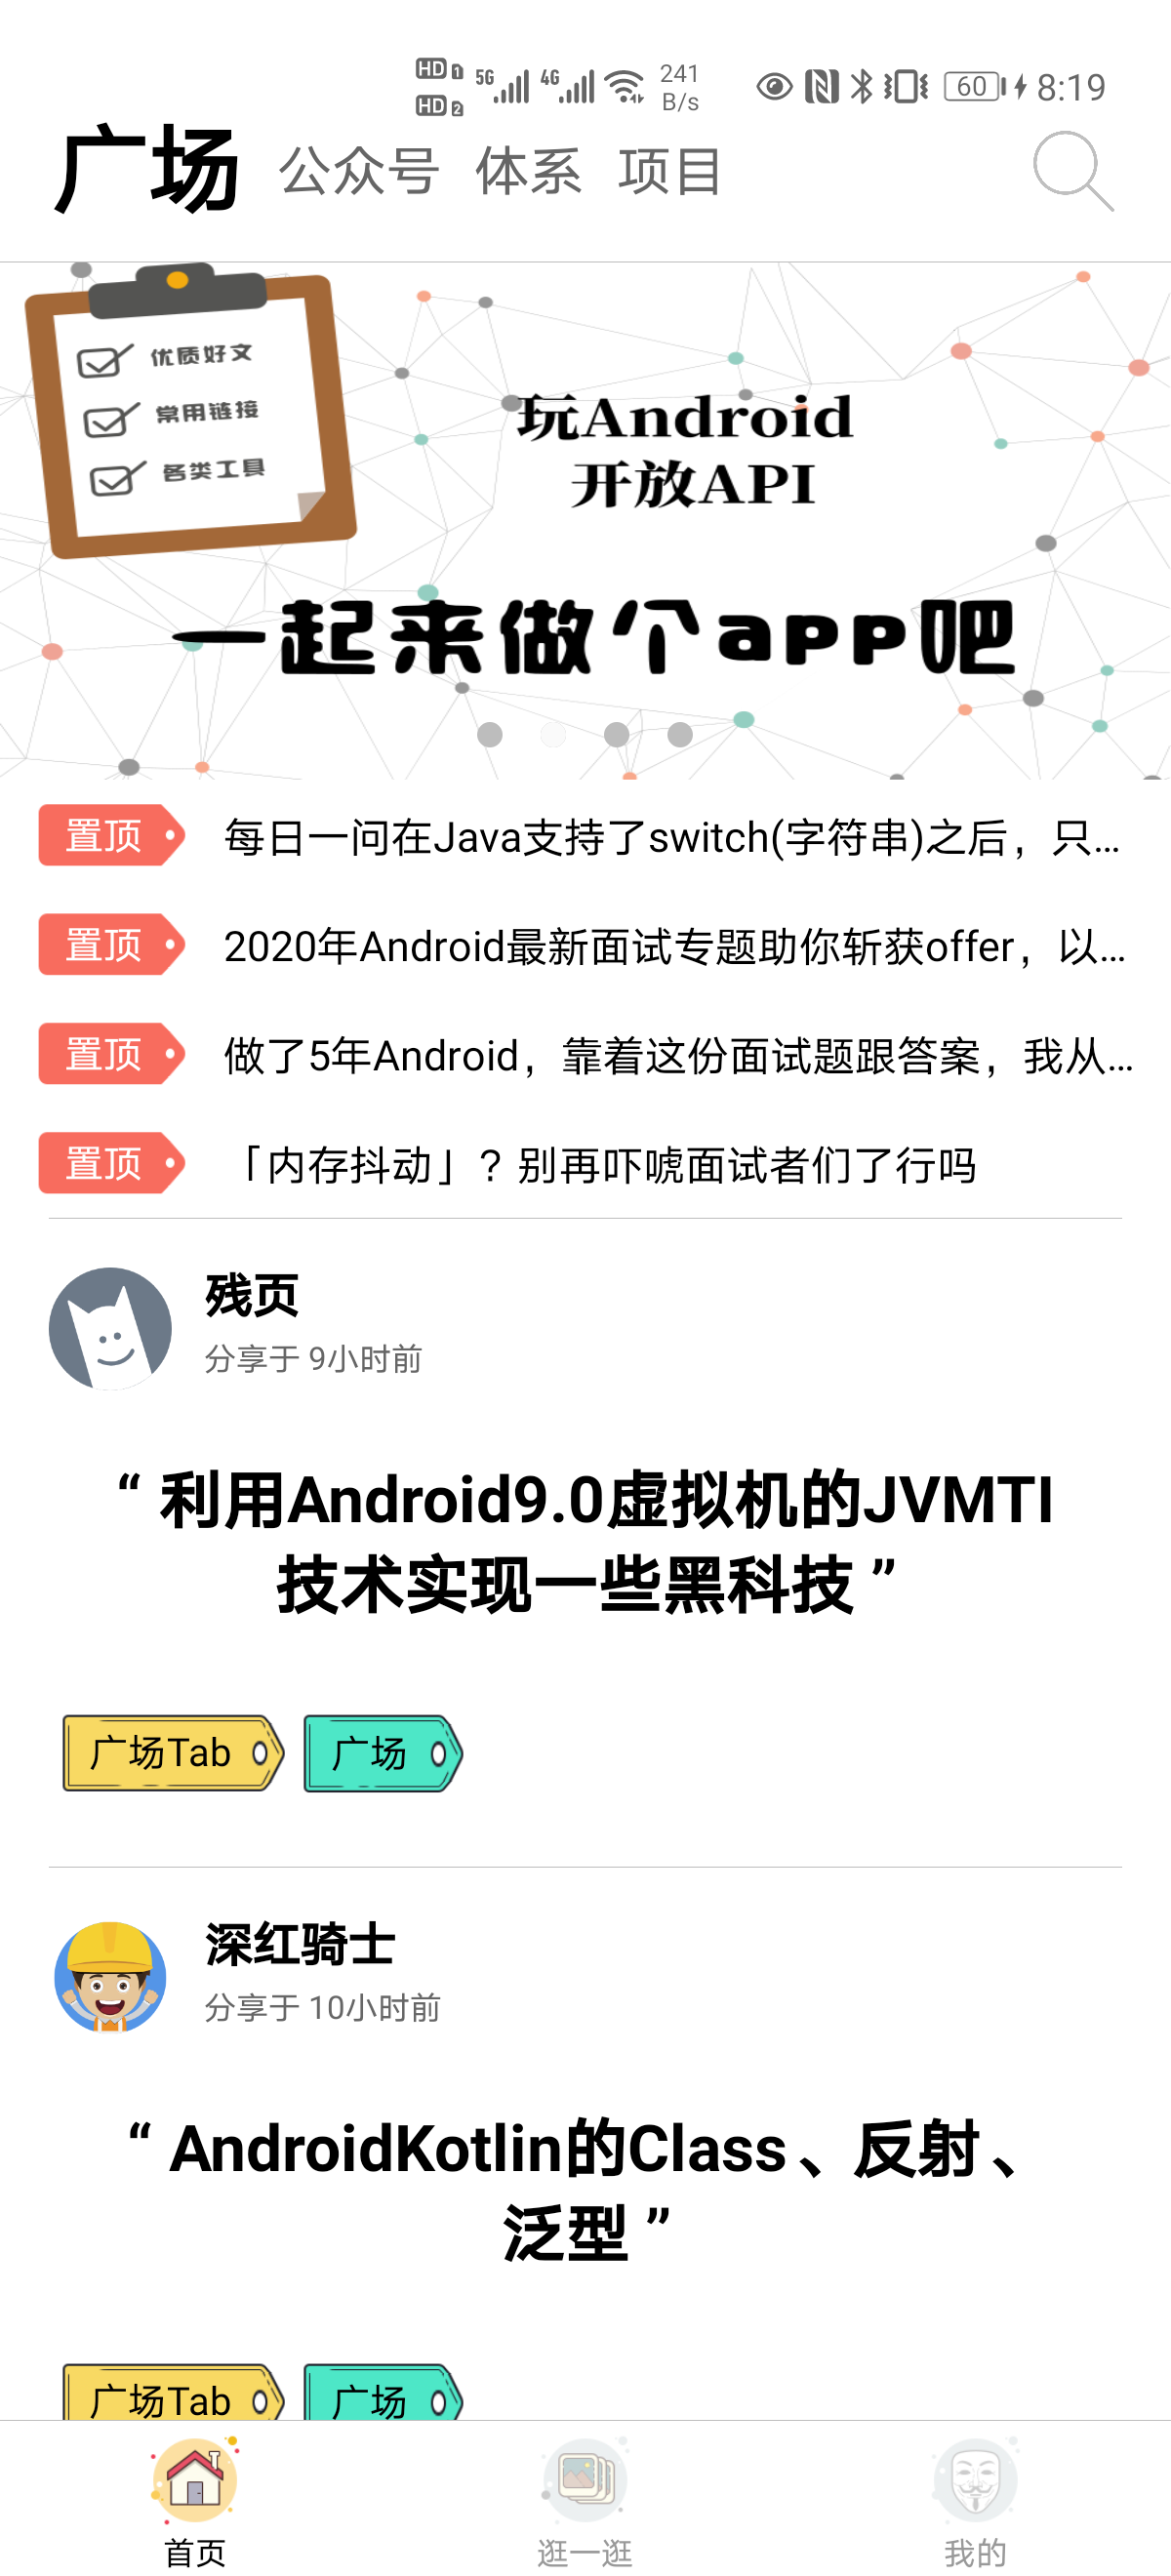 HD 1 5G 4G 241 60 8:19
HD 2 B/s
广场 公众号 体系 项目
优质好文
常用链接
各类工具
玩Android
开放API
一起来做个app吧
置顶 每日一问在Java支持了switch(字符串)之后，只...
置顶 2020年Android最新面试专题助你斩获offer，以...
置顶 做了5年Android，靠着这份面试题跟答案，我从...
置顶 「内存抖动」？别再吓唬面试者们了行吗
残页
分享于 9小时前
“ 利用Android9.0虚拟机的JVMTI
技术实现一些黑科技 ”
广场Tab 广场
深红骑士
分享于 10小时前
“ AndroidKotlin的Class、反射、
泛型 ”
广场Tab 广场
首页 逛一逛 我的